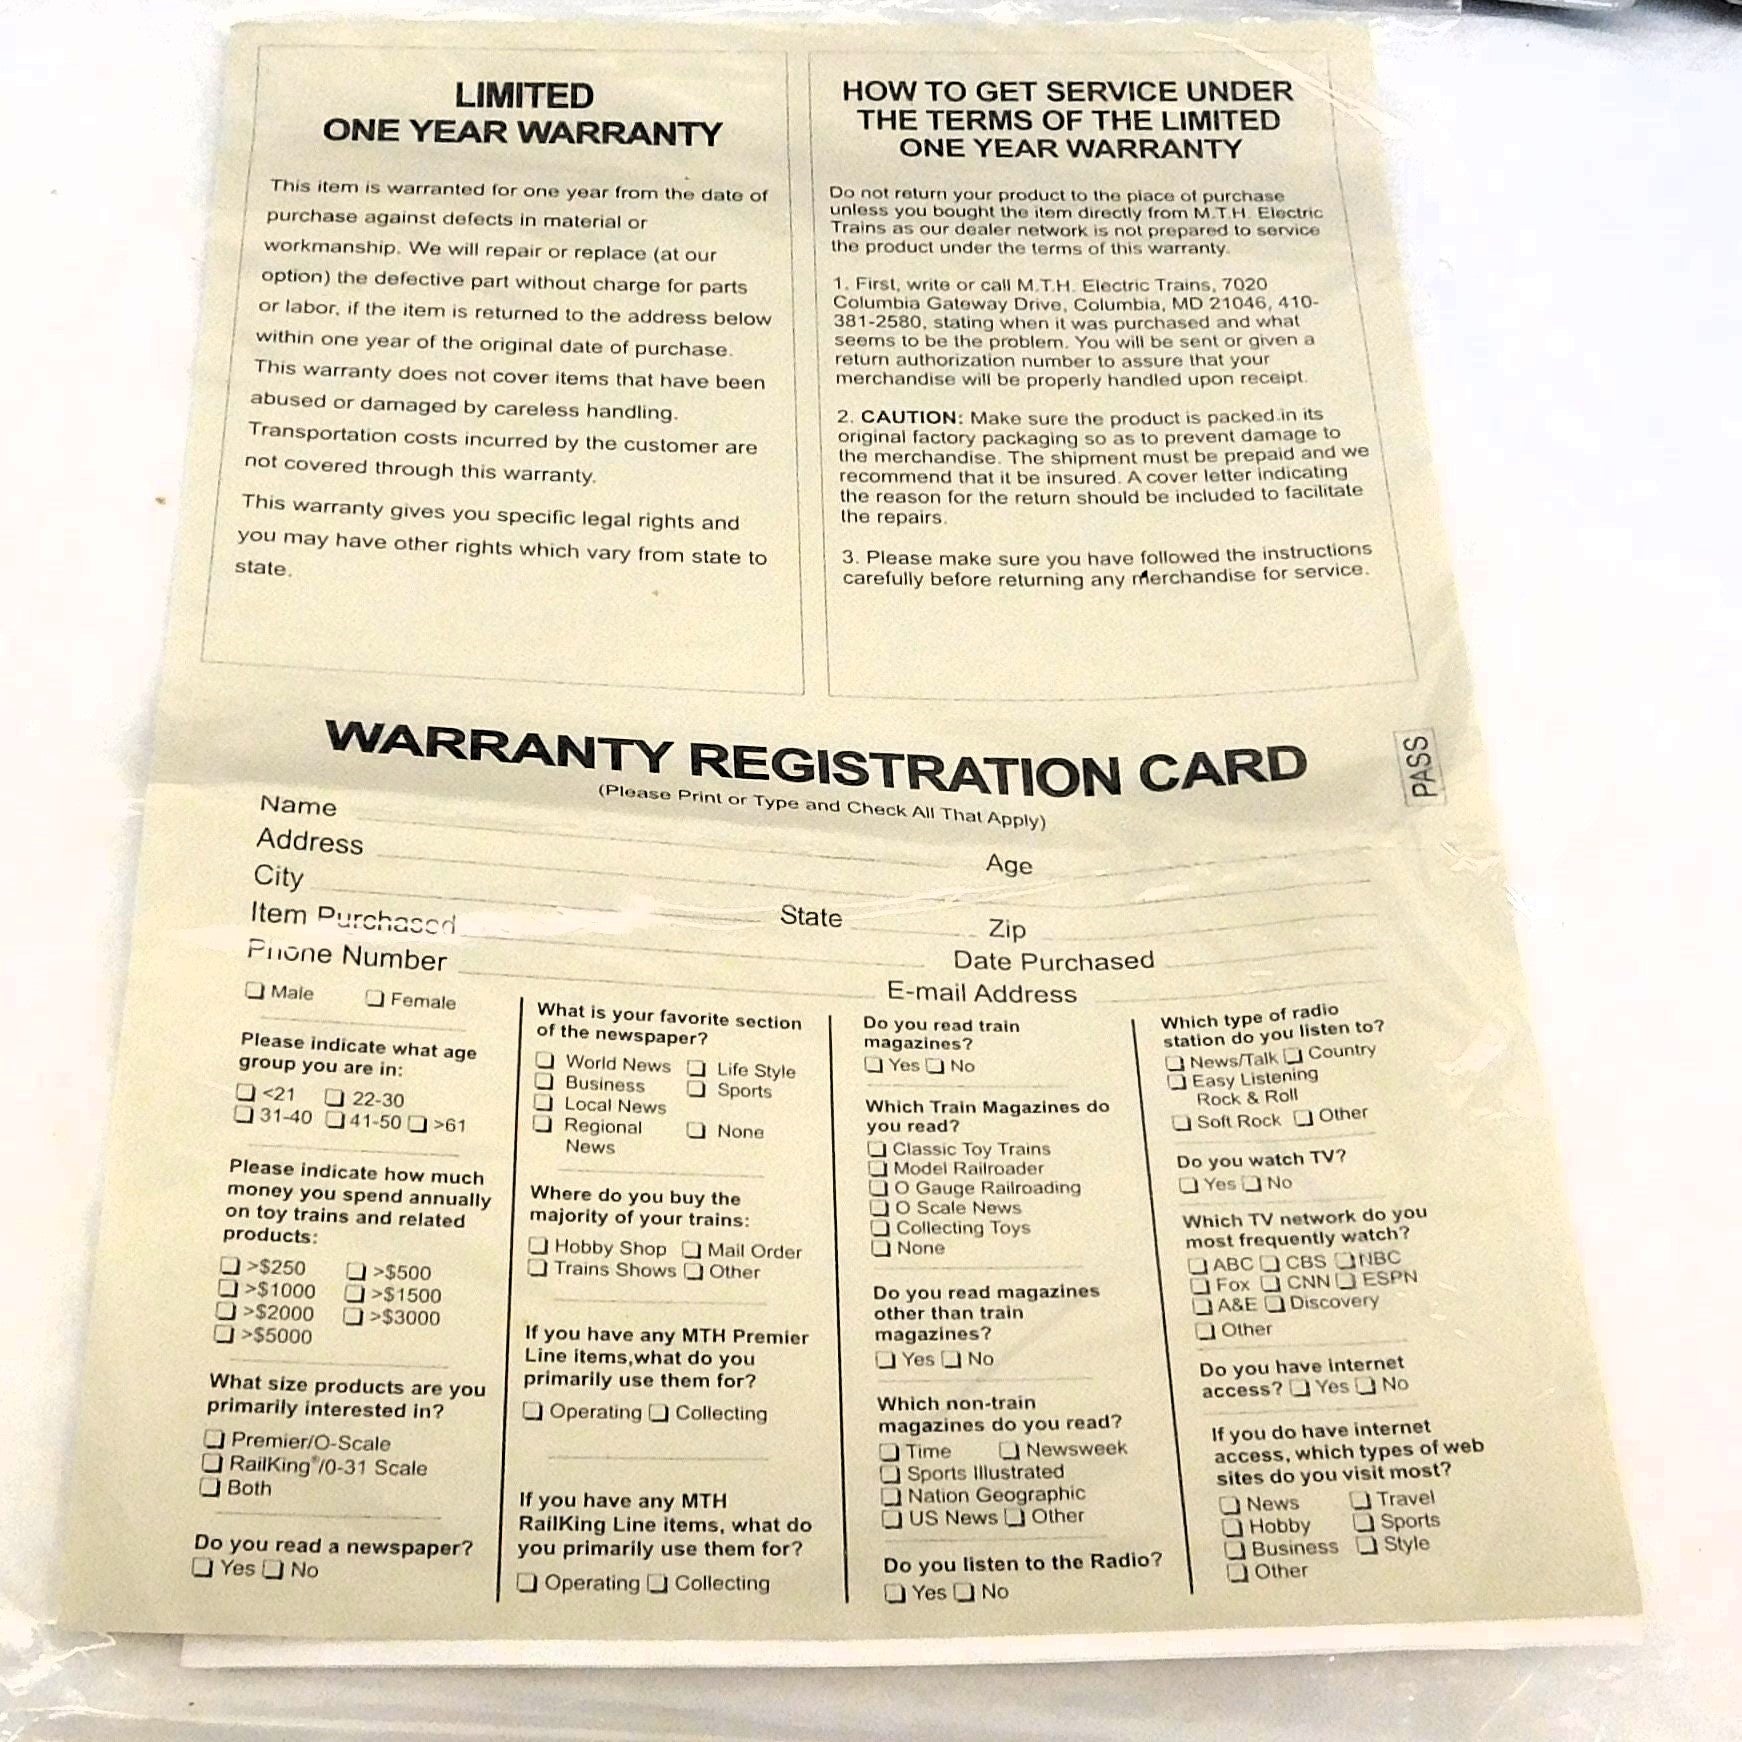 LIMITED
ONE YEAR WARRANTY
This item is warranted for one year from the date of
purchase against defects in material or
workmanship. We will repair or replace (at our
option) the defective part without charge for parts
or labor, if the item is returned to the address below
within one year of the original date of purchase.
This warranty does not cover items that have been
abused or damaged by careless handling.
Transportation costs incurred by the customer are
not covered through this warranty.
This warranty gives you specific legal rights and
you may have other rights which vary from state to
state.
HOW TO GET SERVICE UNDER
THE TERMS OF THE LIMITED
ONE YEAR WARRANTY
Do not return your product to the place of purchase
unless you bought the item directly from M.T.H. Electric
Trains as our dealer network is not prepared to service
the product under the terms of this warranty.
1. First, write or call M.T.H. Electric Trains, 7020
Columbia Gateway Drive, Columbia, MD 21046, 410-
381-2580, stating when it was purchased and what
seems to be the problem. You will be sent or given a
return authorization number to assure that your
merchandise will be properly handled upon receipt.
2. CAUTION: Make sure the product is packed in its
original factory packaging so as to prevent damage to
the merchandise. The shipment must be prepaid and we
recommend that it be insured. A cover letter indicating
the reason for the return should be included to facilitate
the repairs.
3. Please make sure you have followed the instructions
carefully before returning any merchandise for service.
WARRANTY REGISTRATION CARD
PASS
(Please Print or Type and Check All That Apply)
Name
Address Age
City State Zip
Item Purchased Date Purchased
Phone Number E-mail Address
Male Female
Please indicate what age
group you are in:
<21 22-30
31-40 41-50 >61
Please indicate how much
money you spend annually
on toy trains and related
products:
>$250 >$500
>$1000 >$1500
>$2000 >$3000
>$5000
What size products are you
primarily interested in?
Premier/O-Scale
RailKing®/0-31 Scale
Both
Do you read a newspaper?
Yes No
What is your favorite section
of the newspaper?
World News Life Style
Business Sports
Local News
Regional None
News
Where do you buy the
majority of your trains:
Hobby Shop Mail Order
Trains Shows Other
If you have any MTH Premier
Line items,what do you
primarily use them for?
Operating Collecting
If you have any MTH
RailKing Line items, what do
you primarily use them for?
Operating Collecting
Do you read train
magazines?
Yes No
Which Train Magazines do
you read?
Classic Toy Trains
Model Railroader
O Gauge Railroading
O Scale News
Collecting Toys
None
Do you read magazines
other than train
magazines?
Yes No
Which non-train
magazines do you read?
Time Newsweek
Sports Illustrated
Nation Geographic
US News Other
Do you listen to the Radio?
Yes No
Which type of radio
station do you listen to?
News/Talk Country
Easy Listening
Rock & Roll
Soft Rock Other
Do you watch TV?
Yes No
Which TV network do you
most frequently watch?
ABC CBS NBC
Fox CNN ESPN
A&E Discovery
Other
Do you have internet
access? Yes No
If you do have internet
access, which types of web
sites do you visit most?
News Travel
Hobby Sports
Business Style
Other